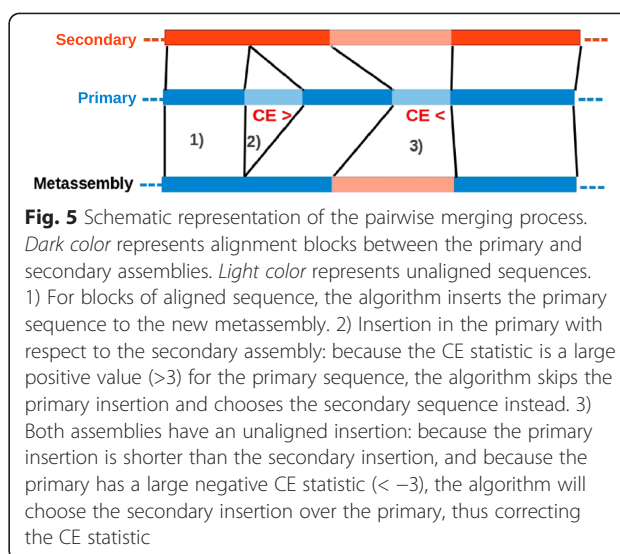 Secondary
Primary
CE > CE <
1) 2) 3)
Metassembly
Fig. 5 Schematic representation of the pairwise merging process.
Dark color represents alignment blocks between the primary and
secondary assemblies. Light color represents unaligned sequences.
1) For blocks of aligned sequence, the algorithm inserts the primary
sequence to the new metassembly. 2) Insertion in the primary with
respect to the secondary assembly: because the CE statistic is a large
positive value (>3) for the primary sequence, the algorithm skips the
primary insertion and chooses the secondary sequence instead. 3)
Both assemblies have an unaligned insertion: because the primary
insertion is shorter than the secondary insertion, and because the
primary has a large negative CE statistic (< −3), the algorithm will
choose the secondary insertion over the primary, thus correcting
the CE statistic